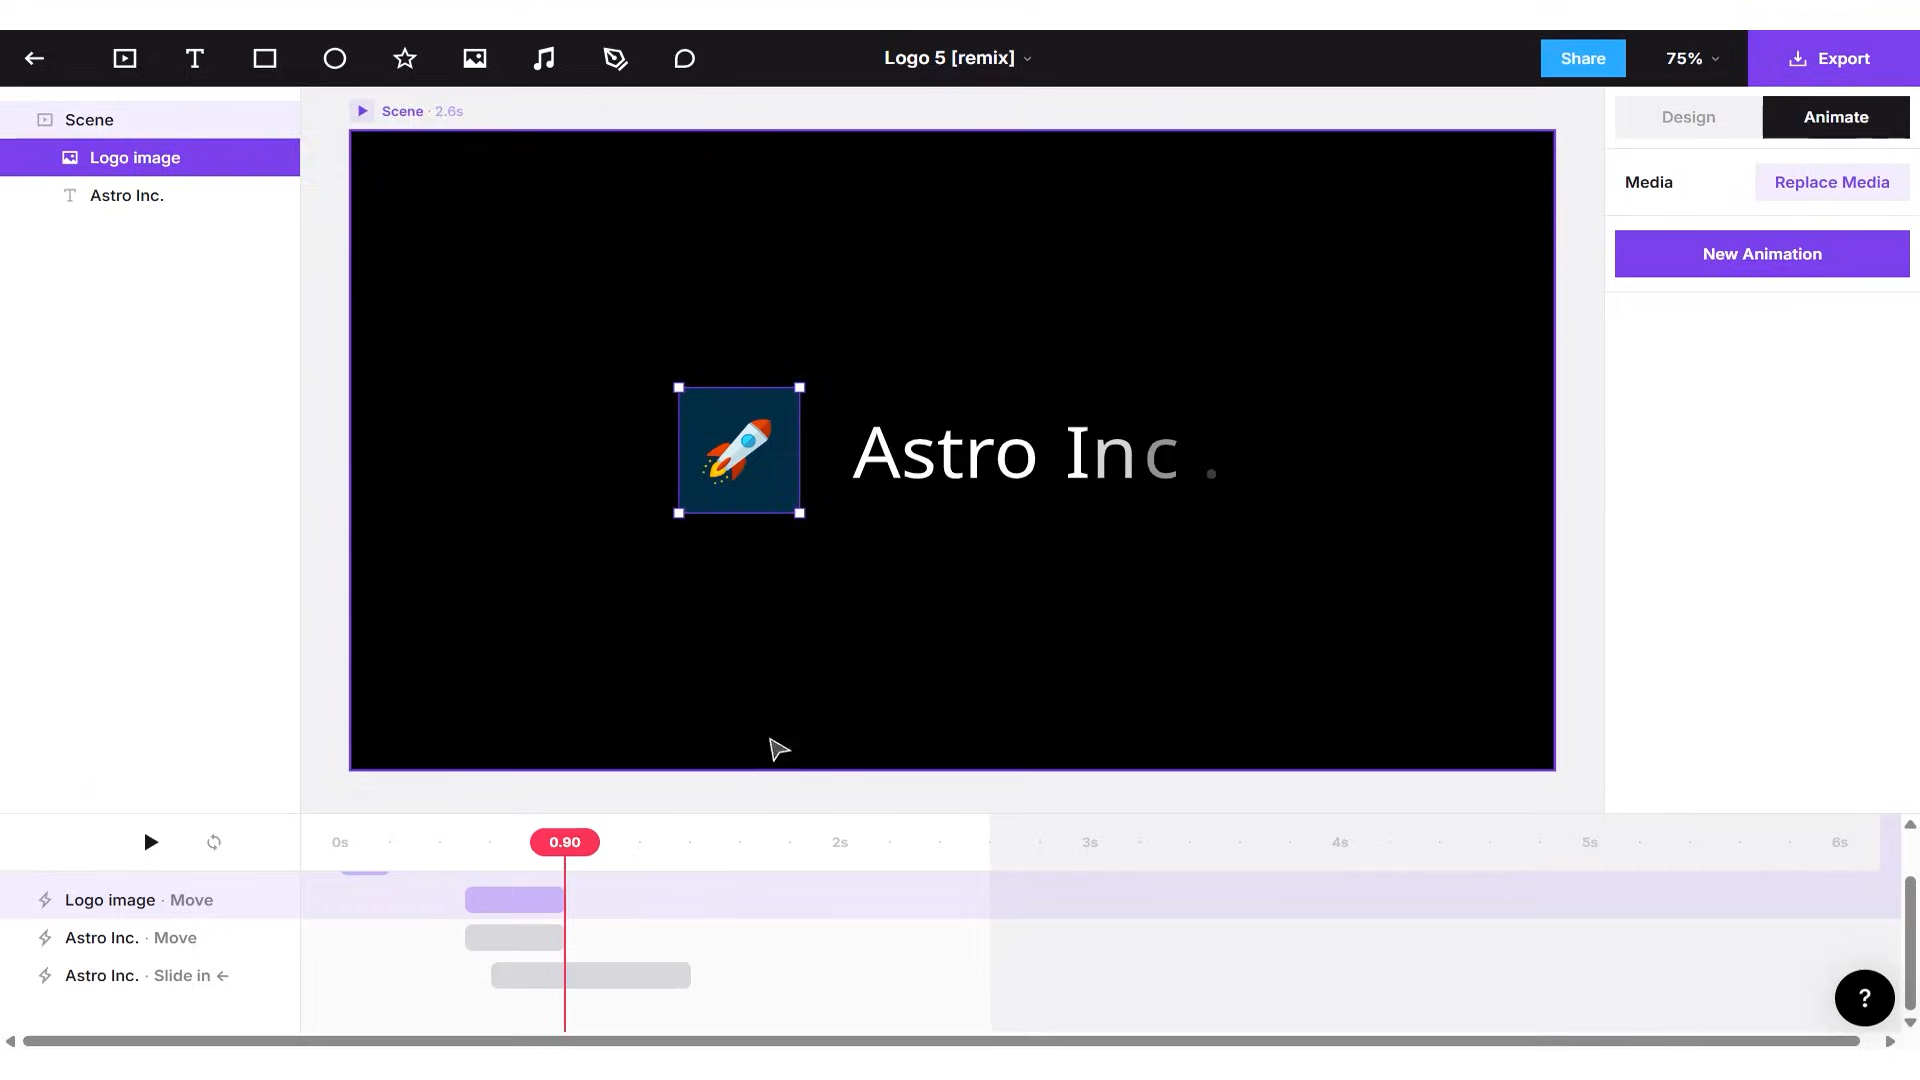 Logo 5 [remix]
Share
75%
Export
Scene
Logo image
Astro Inc.
Scene · 2.6s
Astro Inc.
Design
Animate
Media
Replace Media
New Animation
0s
0.90
2s
3s
4s
5s
6s
Logo image · Move
Astro Inc. · Move
Astro Inc. · Slide in ←
?